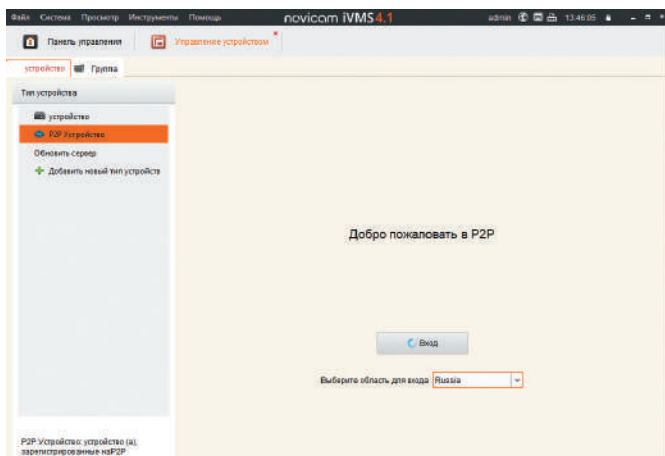 Файл Система Просмотр Инструменты Помощь novicam iVMS4.1 admin 13:46:05
Панель управления Управление устройством
устройство Группа
Тип устройства
устройство
P2P Устройство
Обновить сервер
Добавить новый тип устройств
Добро пожаловать в P2P
Вход
Выберите область для входа Russia
P2P Устройство: устройство (а),
зарегистрированные наP2P